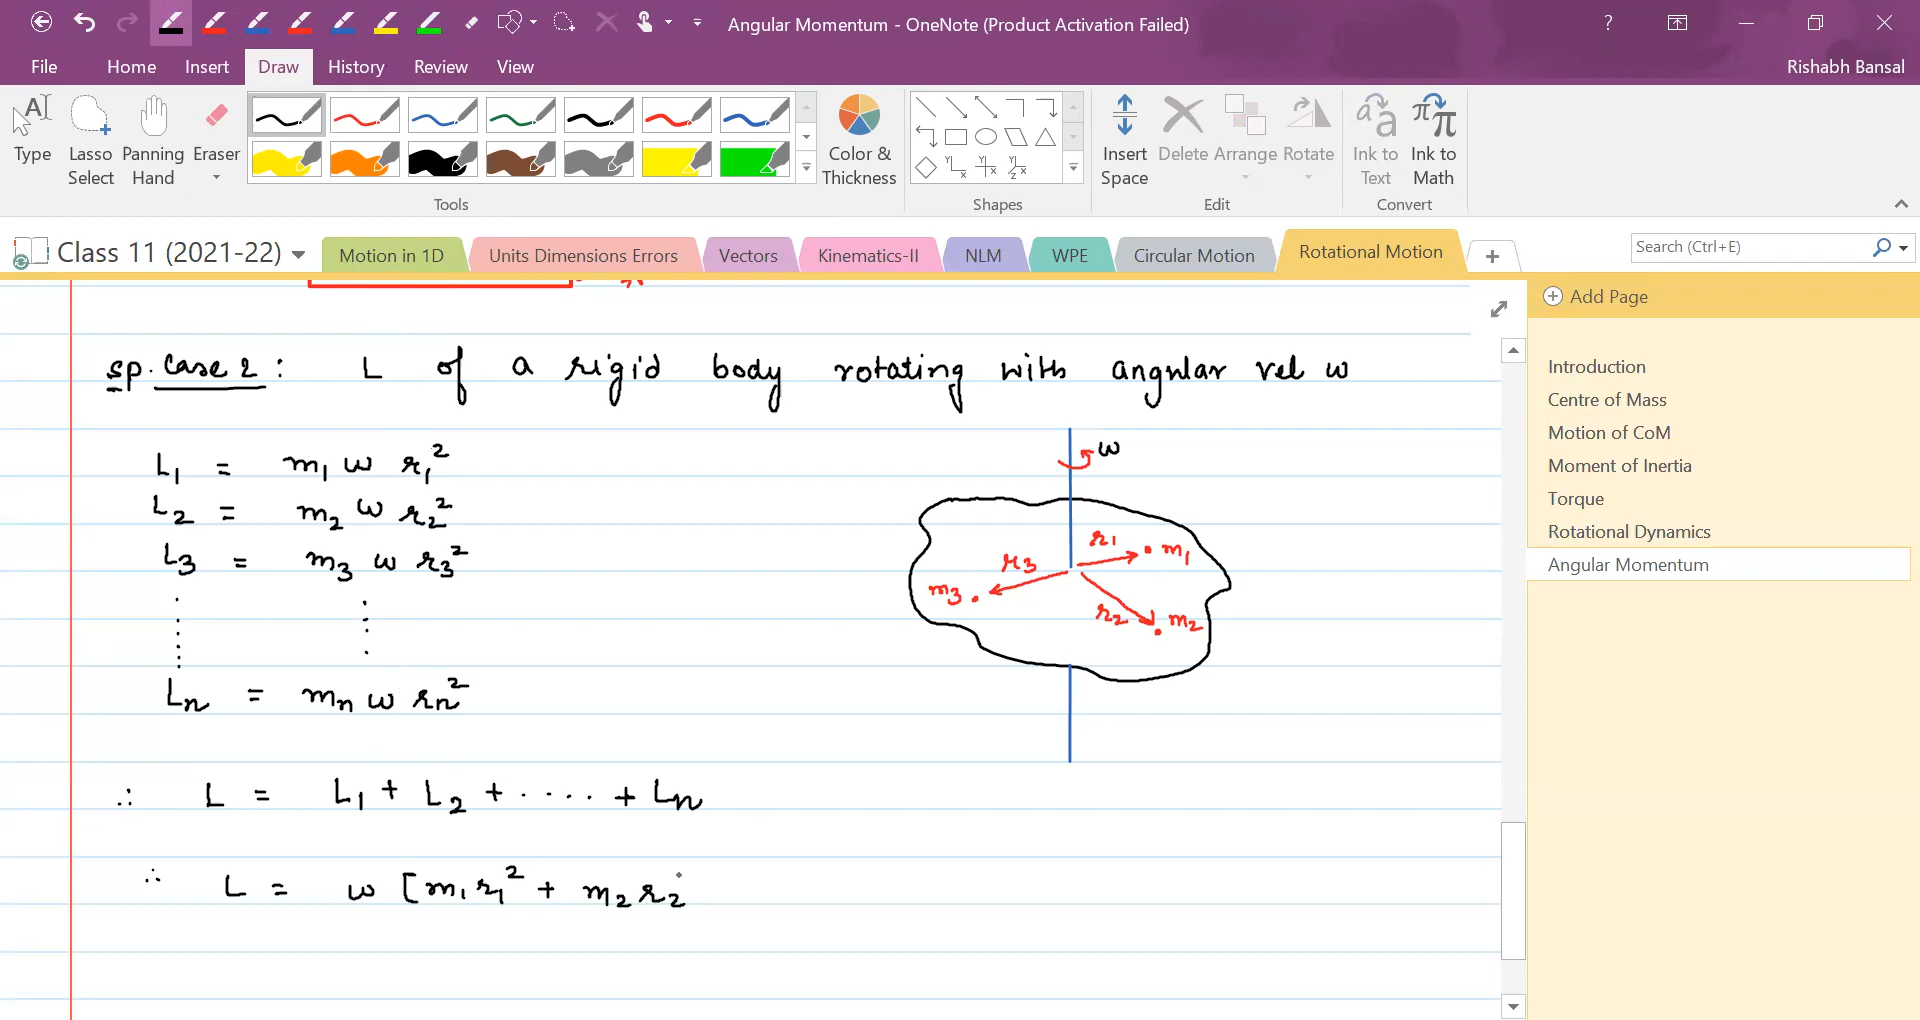 Angular Momentum - OneNote (Product Activation Failed)
?
File Home Insert Draw History Review View
Rishabh Bansal
Type
Lasso Select
Panning Hand
Eraser
Color & Thickness
Insert Space
Delete
Arrange
Rotate
Ink to Text
Ink to Math
Tools
Shapes
Edit
Convert
Class 11 (2021-22)
Motion in 1D
Units Dimensions Errors
Vectors
Kinematics-II
NLM
WPE
Circular Motion
Rotational Motion
Search (Ctrl+E)
Add Page
Introduction
Centre of Mass
Motion of CoM
Moment of Inertia
Torque
Rotational Dynamics
Angular Momentum
sp. Case 2 : L of a rigid body rotating with angular vel ω
L₁ = m₁ ω r₁²
L₂ = m₂ ω r₂²
L₃ = m₃ ω r₃²
Lₙ = mₙ ω rₙ²
∴ L = L₁ + L₂ + ..... + Lₙ
∴ L = ω [m₁r₁² + m₂r₂
ω
r₁ m₁
r₃
m₃
r₂ m₂